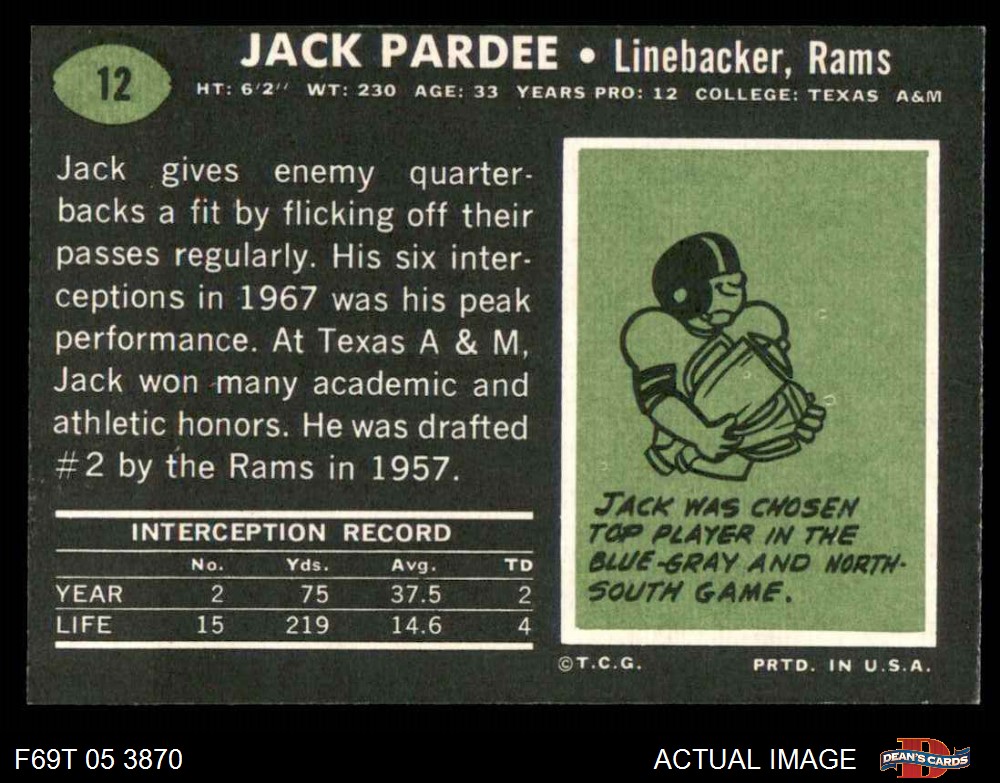 12
JACK PARDEE • Linebacker, Rams
HT: 6'2" WT: 230 AGE: 33 YEARS PRO: 12 COLLEGE: TEXAS A&M
Jack gives enemy quarter-
backs a fit by flicking off their
passes regularly. His six inter-
ceptions in 1967 was his peak
performance. At Texas A & M,
Jack won many academic and
athletic honors. He was drafted
#2 by the Rams in 1957.
INTERCEPTION RECORD
No. Yds. Avg. TD
YEAR 2 75 37.5 2
LIFE 15 219 14.6 4
JACK WAS CHOSEN
TOP PLAYER IN THE
BLUE-GRAY AND NORTH-
SOUTH GAME.
©T.C.G. PRTD. IN U.S.A.
F69T 05 3870 ACTUAL IMAGE D DEAN'S CARDS